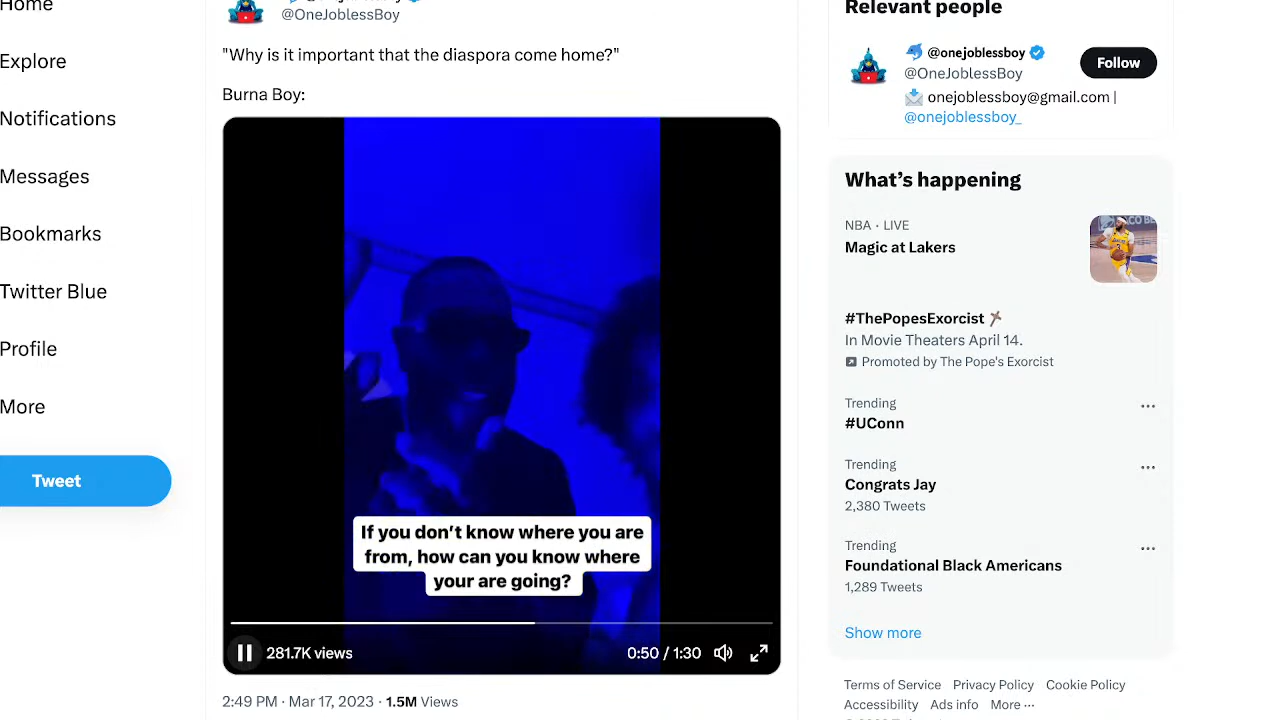 Home
Explore
Notifications
Messages
Bookmarks
Twitter Blue
Profile
More
Tweet
@OneJoblessBoy
"Why is it important that the diaspora come home?"
Burna Boy:
If you don't know where you are
from, how can you know where
your are going?
281.7K views
0:50 / 1:30
2:49 PM · Mar 17, 2023 · 1.5M Views
Relevant people
@onejoblessboy
@OneJoblessBoy
Follow
onejoblessboy@gmail.com |
@onejoblessboy_
What's happening
NBA · LIVE
Magic at Lakers
#ThePopesExorcist
In Movie Theaters April 14.
Promoted by The Pope's Exorcist
Trending
#UConn
Trending
Congrats Jay
2,380 Tweets
Trending
Foundational Black Americans
1,289 Tweets
Show more
Terms of Service Privacy Policy Cookie Policy
Accessibility Ads info More ···